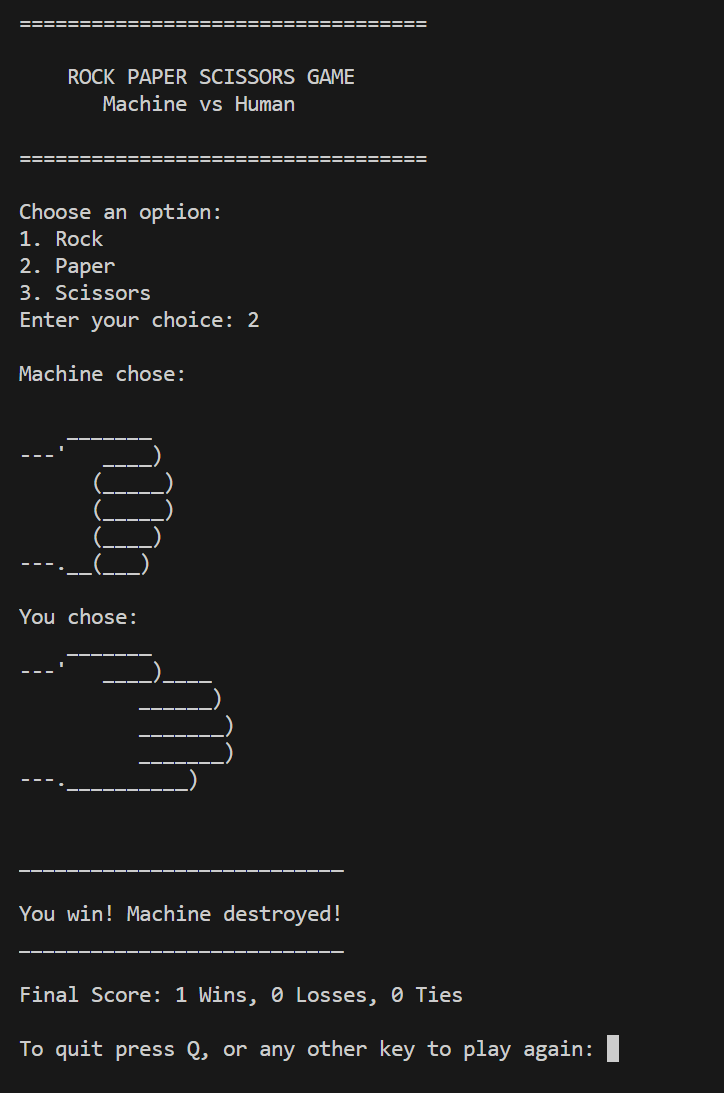 ==================================
    ROCK PAPER SCISSORS GAME
       Machine vs Human
==================================
Choose an option:
1. Rock
2. Paper
3. Scissors
Enter your choice: 2
Machine chose:
    _______
---'   ____)
      (_____)
      (_____)
      (____)
---.__(___)
You chose:
    _______
---'   ____)____
          ______)
          _______)
          _______)
---.__________)
___________________________
You win! Machine destroyed!
___________________________
Final Score: 1 Wins, 0 Losses, 0 Ties
To quit press Q, or any other key to play again: